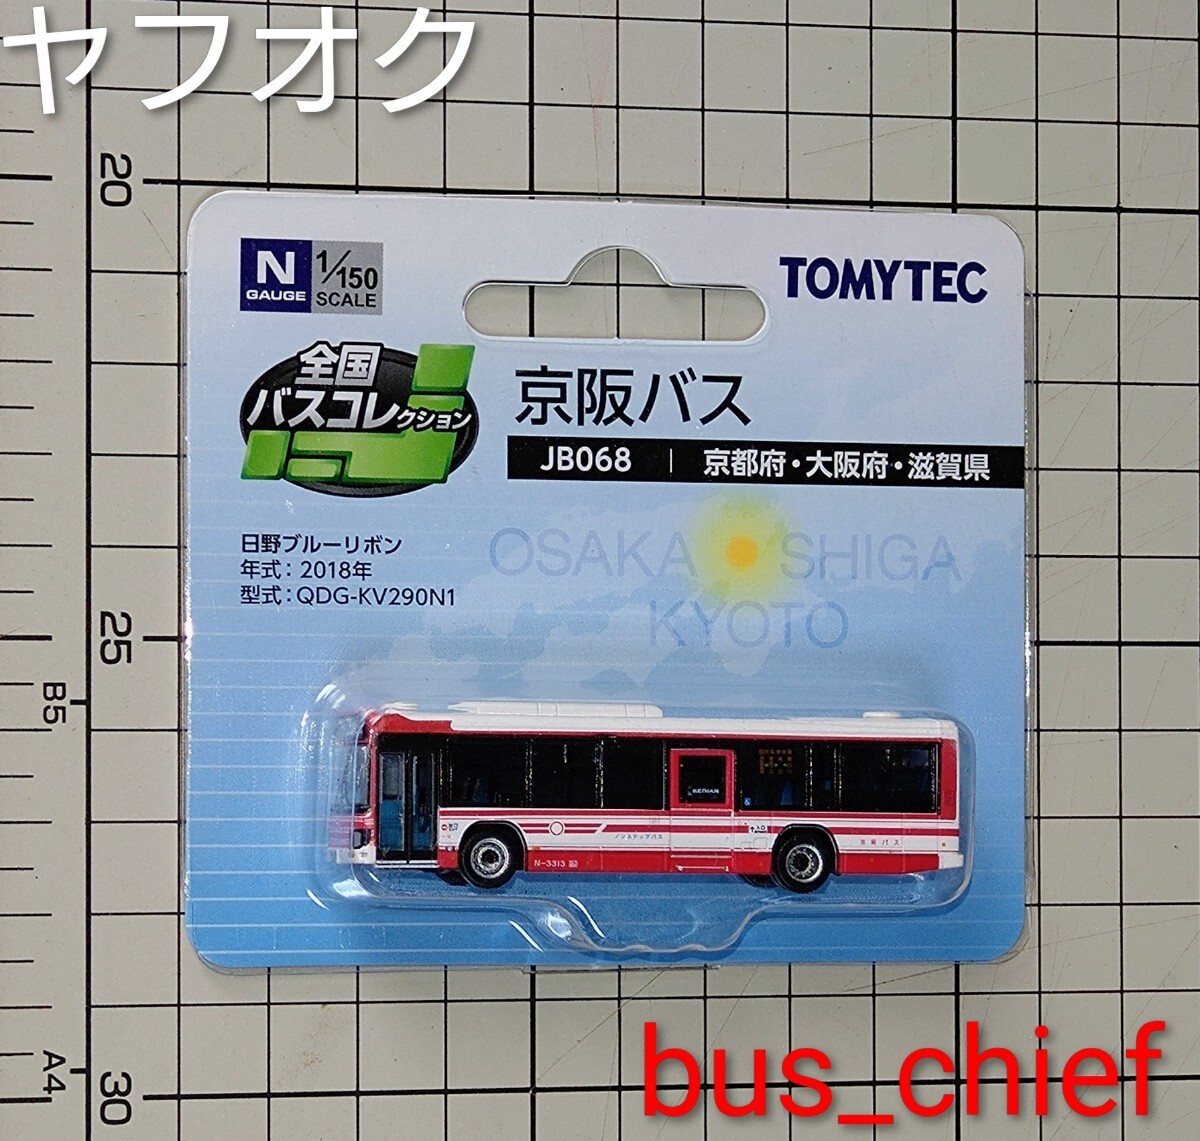 ヤフオク
20
N
GAUGE
1/150
SCALE
TOMYTEC
全国
バスコレクション
京阪バス
JB068 | 京都府・大阪府・滋賀県
日野ブルーリボン
年式：2018年
型式：QDG-KV290N1
OSAKA SHIGA
KYOTO
25
B5
KEIHAN
ノンステップバス
入口
京阪バス
N-3313
A4
30
bus_chief